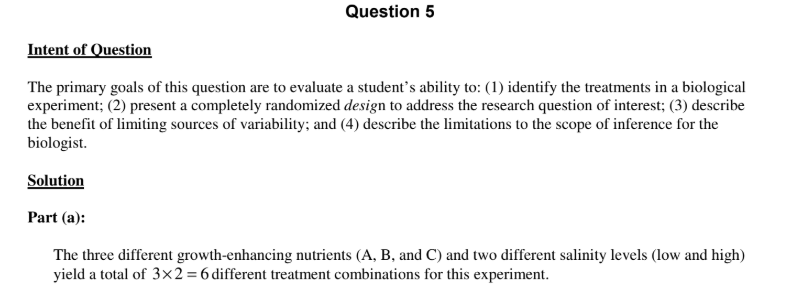 Question 5
Intent of Question
The primary goals of this question are to evaluate a student's ability to: (1) identify the treatments in a biological
experiment; (2) present a completely randomized design to address the research question of interest; (3) describe
the benefit of limiting sources of variability; and (4) describe the limitations to the scope of inference for the
biologist.
Solution
Part (a):
The three different growth-enhancing nutrients (A, B, and C) and two different salinity levels (low and high)
yield a total of 3×2 = 6 different treatment combinations for this experiment.